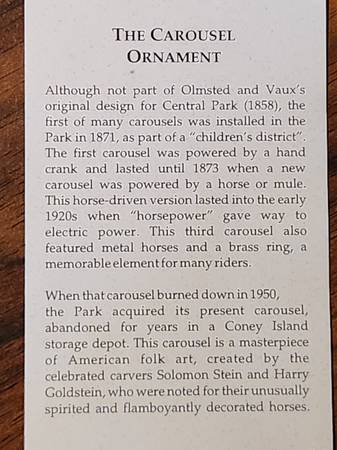 THE CAROUSEL
ORNAMENT
Although not part of Olmsted and Vaux's
original design for Central Park (1858), the
first of many carousels was installed in the
Park in 1871, as part of a "children's district".
The first carousel was powered by a hand
crank and lasted until 1873 when a new
carousel was powered by a horse or mule.
This horse-driven version lasted into the early
1920s when "horsepower" gave way to
electric power. This third carousel also
featured metal horses and a brass ring, a
memorable element for many riders.
When that carousel burned down in 1950,
the Park acquired its present carousel,
abandoned for years in a Coney Island
storage depot. This carousel is a masterpiece
of American folk art, created by the
celebrated carvers Solomon Stein and Harry
Goldstein, who were noted for their unusually
spirited and flamboyantly decorated horses.